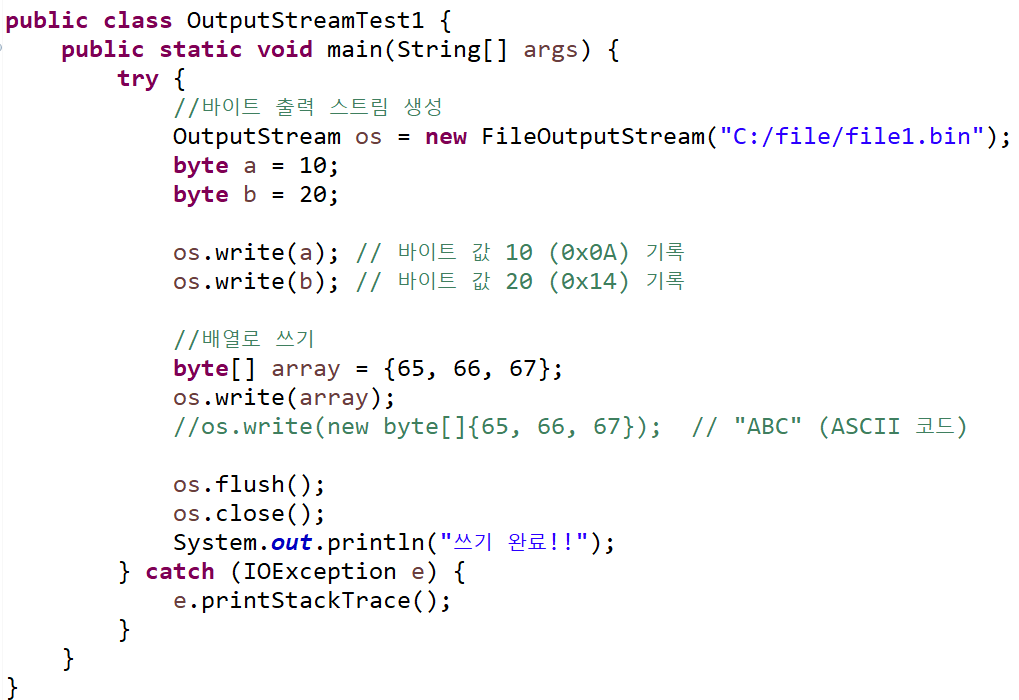 public class OutputStreamTest1 {
    public static void main(String[] args) {
        try {
            //바이트 출력 스트림 생성
            OutputStream os = new FileOutputStream("C:/file/file1.bin");
            byte a = 10;
            byte b = 20;

            os.write(a); // 바이트 값 10 (0x0A) 기록
            os.write(b); // 바이트 값 20 (0x14) 기록

            //배열로 쓰기
            byte[] array = {65, 66, 67};
            os.write(array);
            //os.write(new byte[]{65, 66, 67});  // "ABC" (ASCII 코드)

            os.flush();
            os.close();
            System.out.println("쓰기 완료!!");
        } catch (IOException e) {
            e.printStackTrace();
        }
    }
}